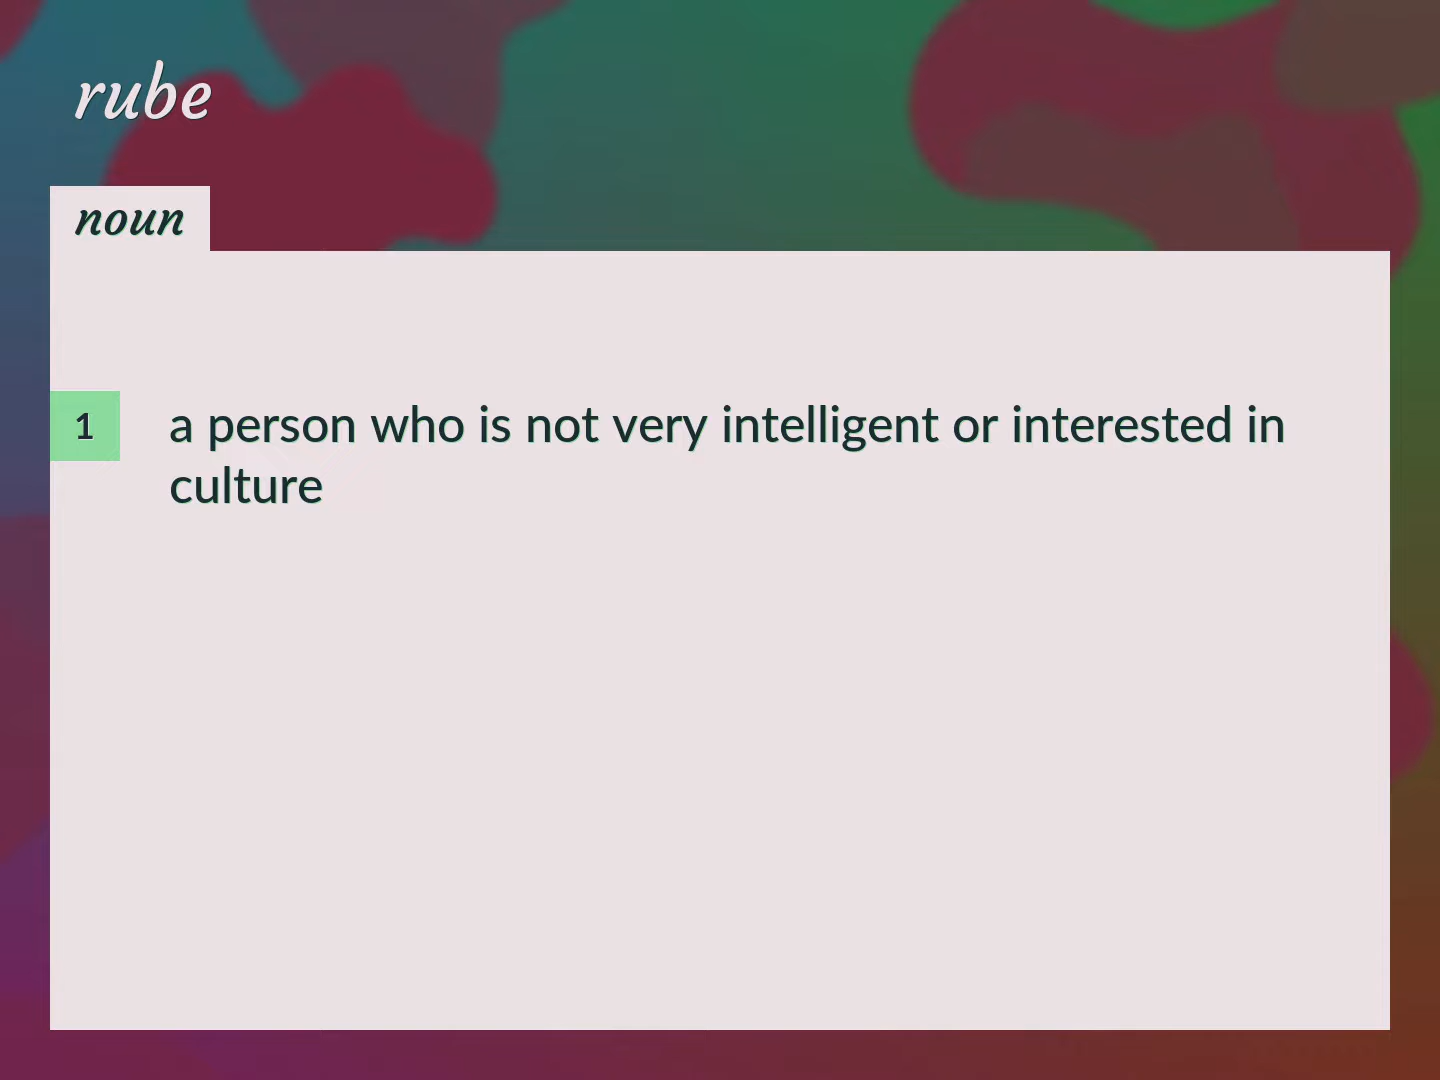 rube
noun
1 a person who is not very intelligent or interested in
culture